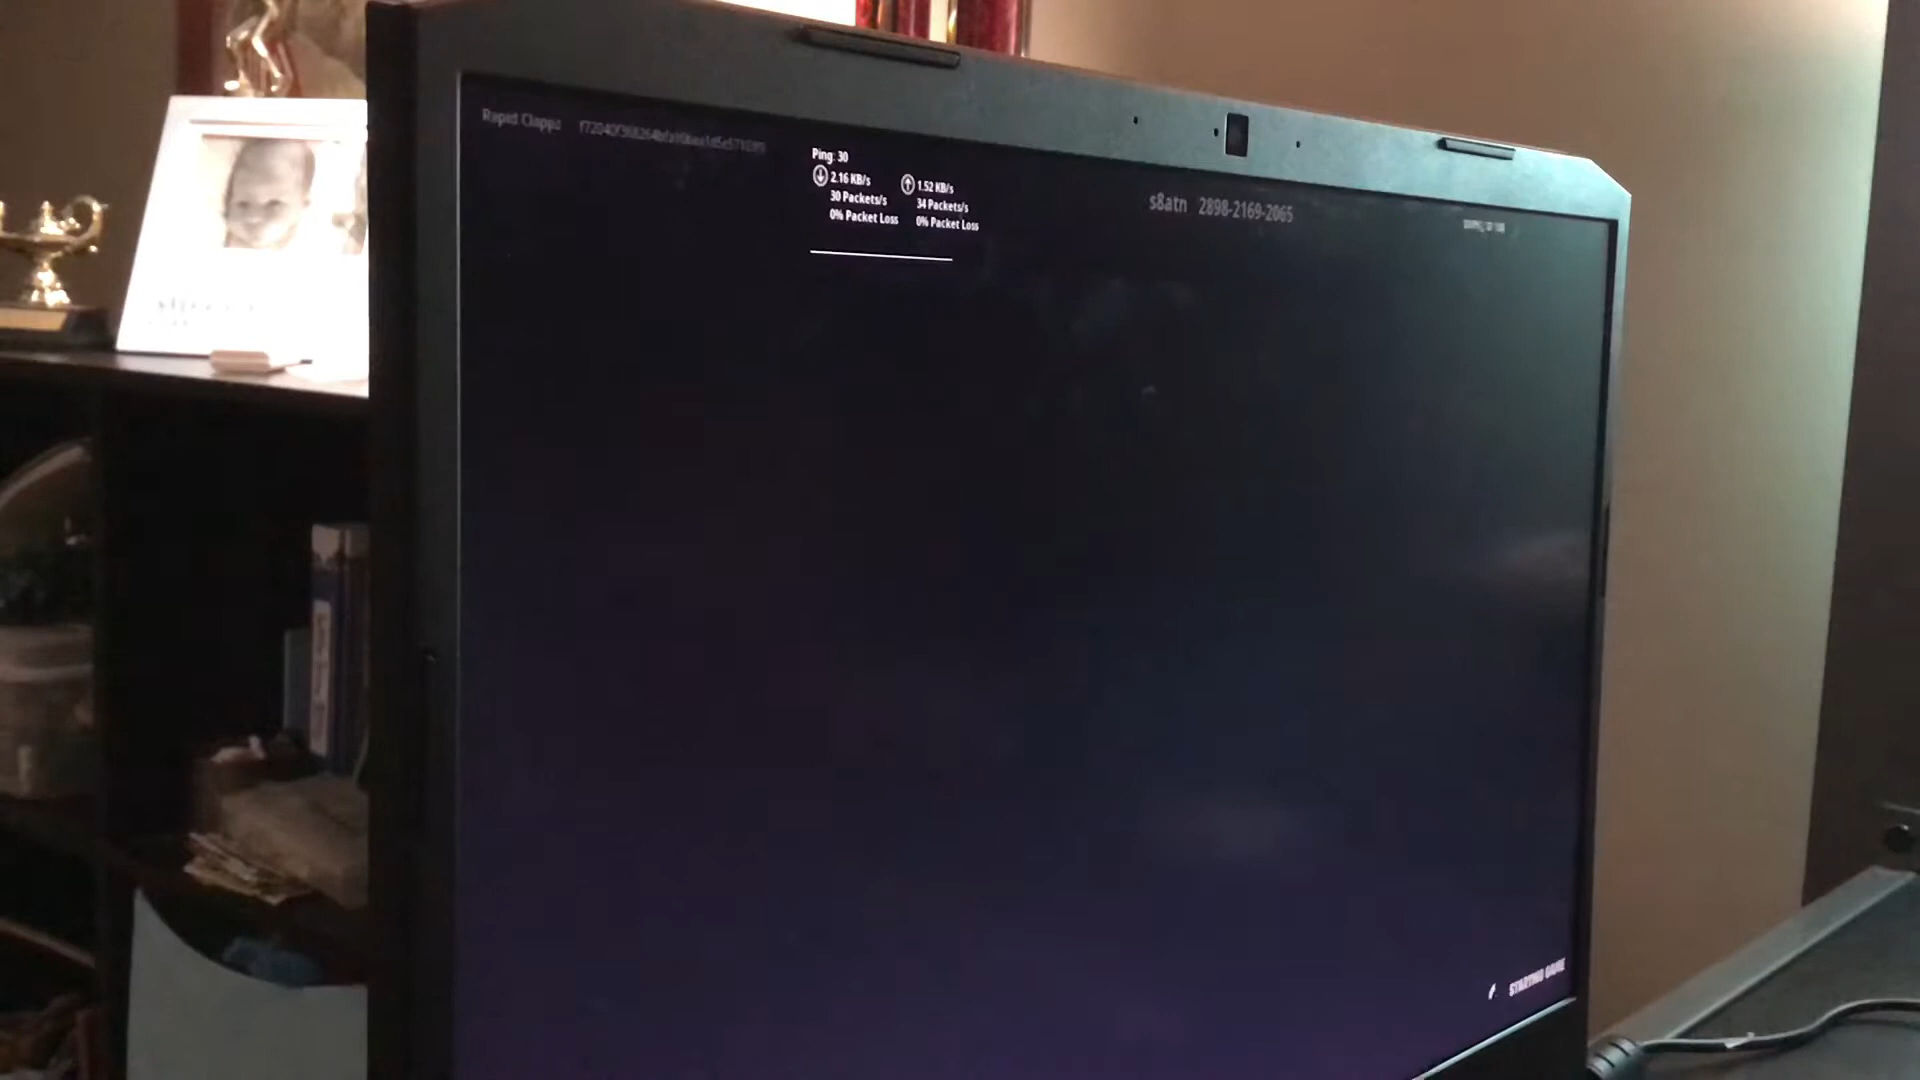 Rapid Clappz
Ping: 30
2.16 KB/s 1.52 KB/s
30 Packets/s 34 Packets/s
0% Packet Loss 0% Packet Loss
s8atn 2898-2169-2065
STARTING GAME